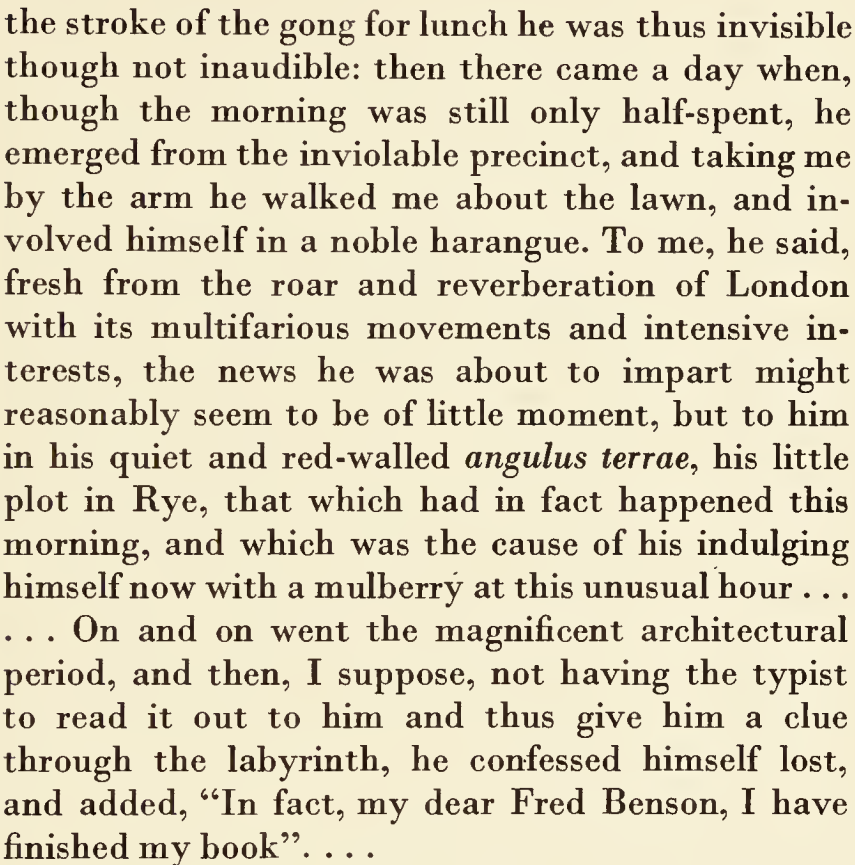 the stroke of the gong for lunch he was thus invisible
though not inaudible: then there came a day when,
though the morning was still only half-spent, he
emerged from the inviolable precinct, and taking me
by the arm he walked me about the lawn, and in-
volved himself in a noble harangue. To me, he said,
fresh from the roar and reverberation of London
with its multifarious movements and intensive in-
terests, the news he was about to impart might
reasonably seem to be of little moment, but to him
in his quiet and red-walled angulus terrae, his little
plot in Rye, that which had in fact happened this
morning, and which was the cause of his indulging
himself now with a mulberry at this unusual hour . . .
. . . On and on went the magnificent architectural
period, and then, I suppose, not having the typist
to read it out to him and thus give him a clue
through the labyrinth, he confessed himself lost,
and added, “In fact, my dear Fred Benson, I have
finished my book”. . . .